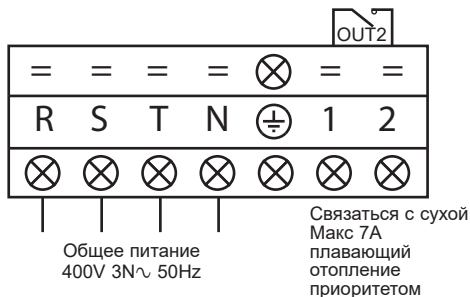 OUT2
= = = = = =
R S T N 1 2
Общее питание
400V 3N∿ 50Hz
Связаться с сухой
Макс 7А
плавающий
отопление
приоритетом